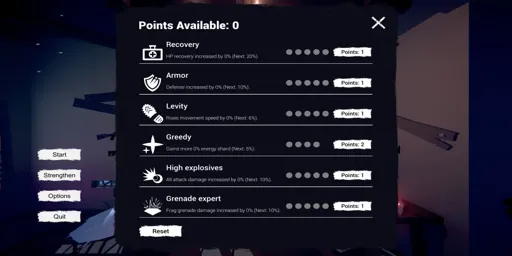 Points Available: 0
Recovery
HP recovery increased by 0% (Next: 20%).
Points: 1
Armor
Defense increased by 0% (Next: 10%).
Points: 1
Levity
Rises movement speed by 0% (Next: 6%).
Points: 1
Greedy
Gains more 0% energy shard (Next: 5%).
Points: 2
High explosives
All attack damage increased by 0% (Next: 10%).
Points: 1
Grenade expert
Frag grenade damage increased by 0% (Next: 10%).
Points: 1
Reset
Start
Strengthen
Options
Quit